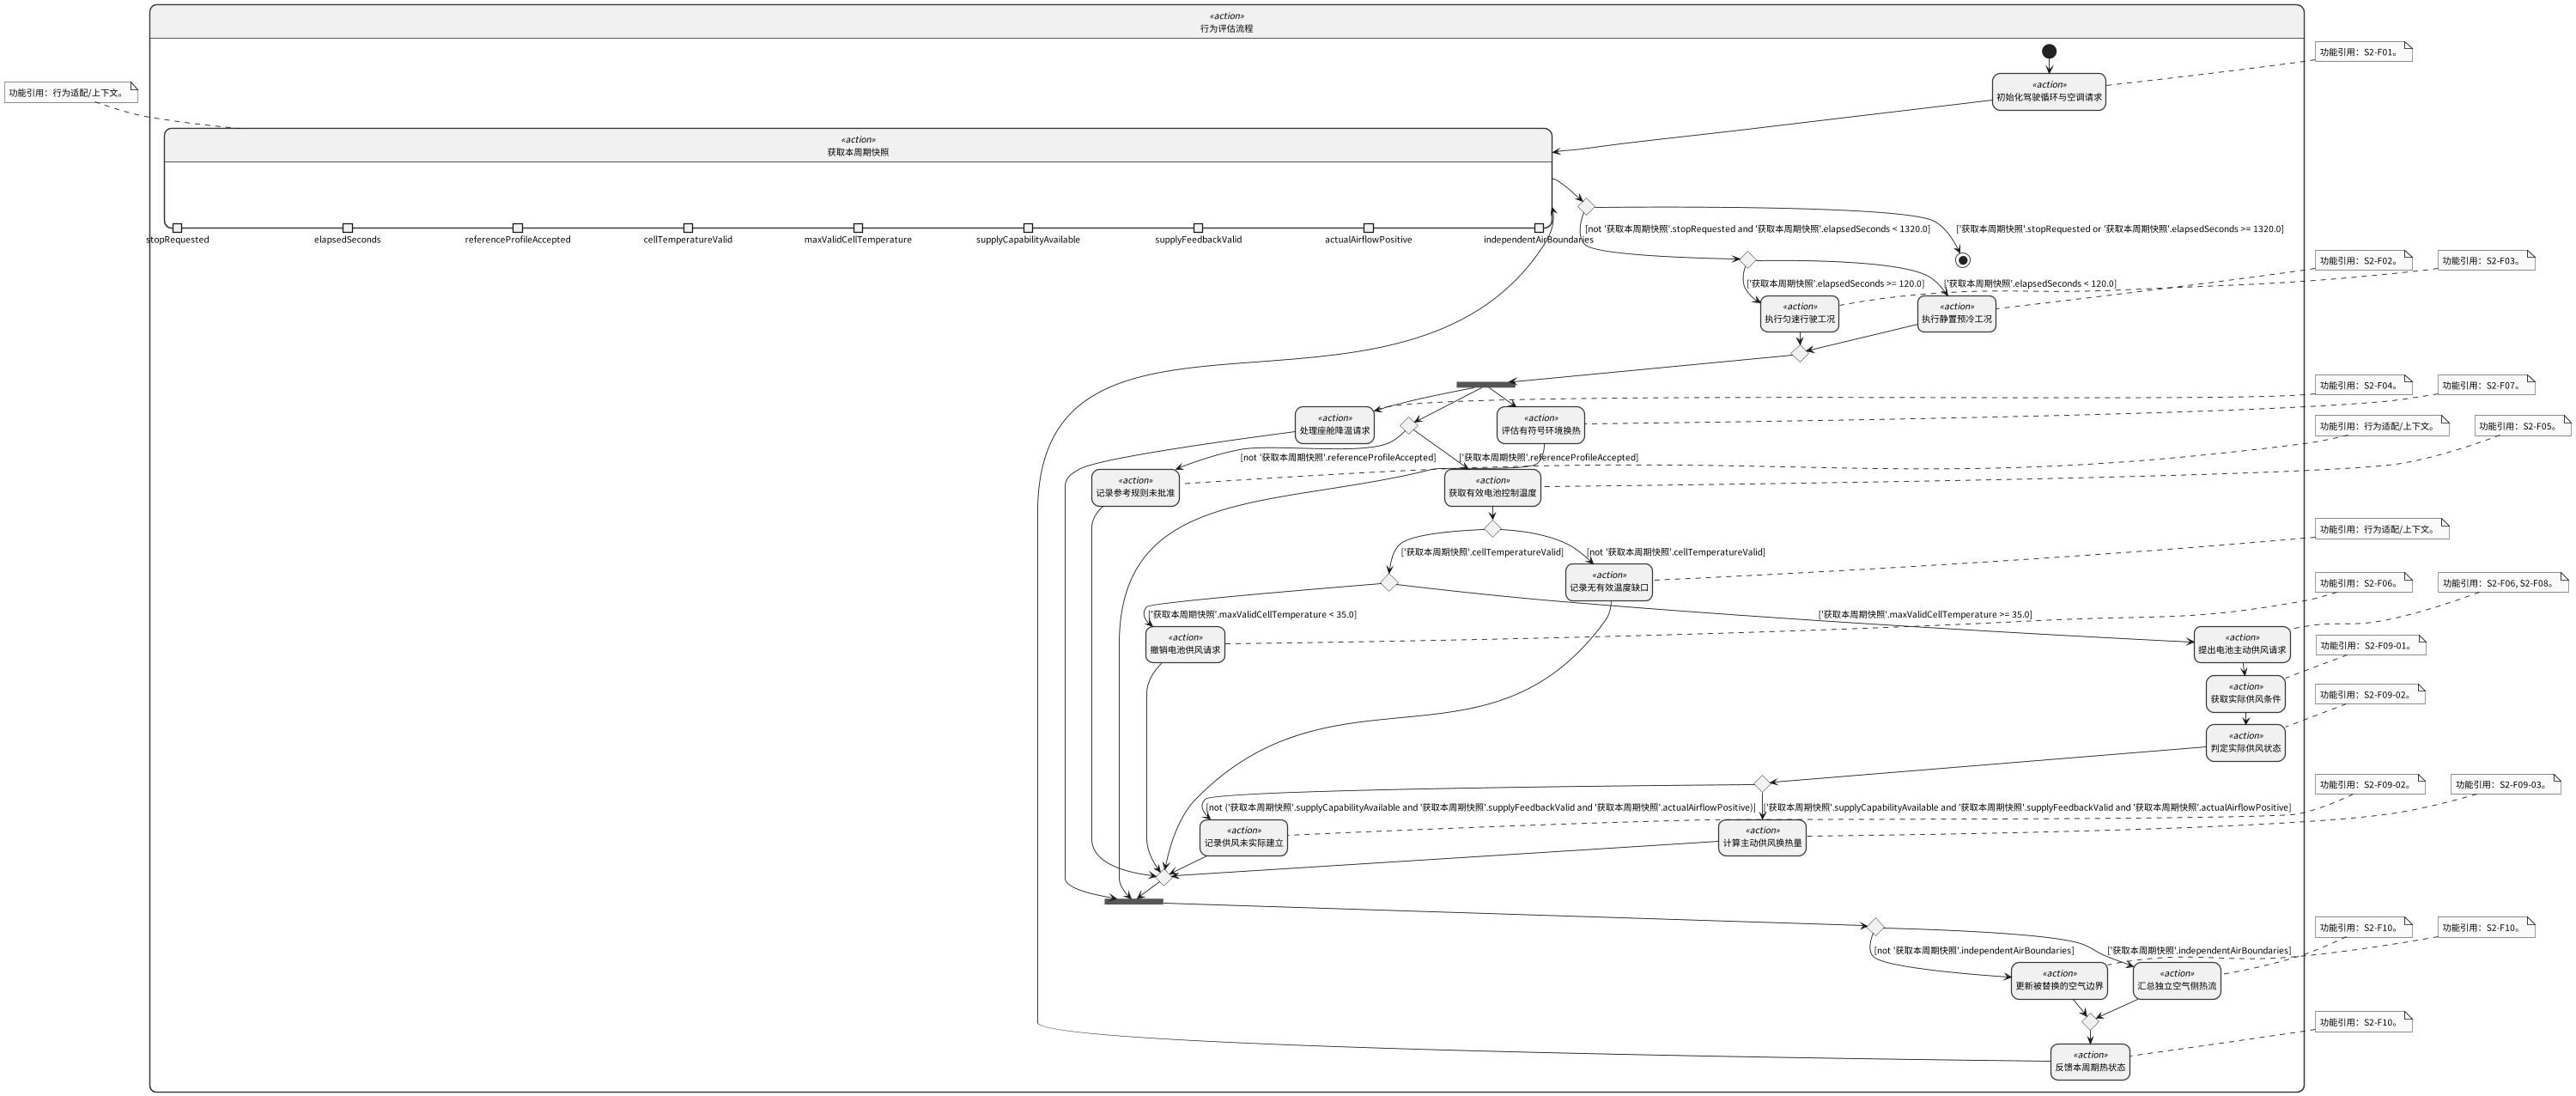 «action»
行为评估流程
功能引用：S2-F01。
功能引用：行为适配/上下文。
«action»
初始化驾驶循环与空调请求
«action»
获取本周期快照
stopRequested
elapsedSeconds
referenceProfileAccepted
cellTemperatureValid
maxValidCellTemperature
supplyCapabilityAvailable
supplyFeedbackValid
actualAirflowPositive
independentAirBoundaries
[not '获取本周期快照'.stopRequested and '获取本周期快照'.elapsedSeconds < 1320.0]
['获取本周期快照'.stopRequested or '获取本周期快照'.elapsedSeconds >= 1320.0]
功能引用：S2-F02。
功能引用：S2-F03。
['获取本周期快照'.elapsedSeconds >= 120.0]
['获取本周期快照'.elapsedSeconds < 120.0]
«action»
执行匀速行驶工况
«action»
执行静置预冷工况
功能引用：S2-F04。
功能引用：S2-F07。
«action»
处理座舱降温请求
«action»
评估有符号环境换热
功能引用：行为适配/上下文。
功能引用：S2-F05。
[not '获取本周期快照'.referenceProfileAccepted]
['获取本周期快照'.referenceProfileAccepted]
«action»
记录参考规则未批准
«action»
获取有效电池控制温度
功能引用：行为适配/上下文。
['获取本周期快照'.cellTemperatureValid]
[not '获取本周期快照'.cellTemperatureValid]
«action»
记录无有效温度缺口
功能引用：S2-F06。
功能引用：S2-F06, S2-F08。
['获取本周期快照'.maxValidCellTemperature < 35.0]
['获取本周期快照'.maxValidCellTemperature >= 35.0]
«action»
撤销电池供风请求
«action»
提出电池主动供风请求
功能引用：S2-F09-01。
«action»
获取实际供风条件
功能引用：S2-F09-02。
«action»
判定实际供风状态
功能引用：S2-F09-02。
功能引用：S2-F09-03。
[not ('获取本周期快照'.supplyCapabilityAvailable and '获取本周期快照'.supplyFeedbackValid and '获取本周期快照'.actualAirflowPositive)]
['获取本周期快照'.supplyCapabilityAvailable and '获取本周期快照'.supplyFeedbackValid and '获取本周期快照'.actualAirflowPositive]
«action»
记录供风未实际建立
«action»
计算主动供风换热量
功能引用：S2-F10。
功能引用：S2-F10。
[not '获取本周期快照'.independentAirBoundaries]
['获取本周期快照'.independentAirBoundaries]
«action»
更新被替换的空气边界
«action»
汇总独立空气侧热流
功能引用：S2-F10。
«action»
反馈本周期热状态